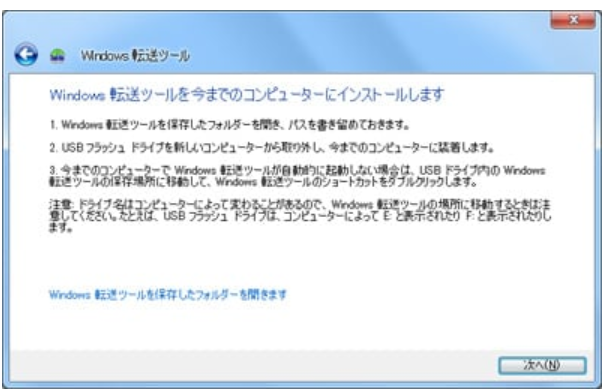 Windows 転送ツール
Windows 転送ツールを今までのコンピューターにインストールします
1. Windows 転送ツールを保存したフォルダーを開き、パスを書き留めておきます。
2. USB フラッシュ ドライブを新しいコンピューターから取り外し、今までのコンピューターに装着します。
3. 今までのコンピューターで Windows 転送ツールが自動的に起動しない場合は、USB ドライブ内の Windows
転送ツールの保存場所に移動して、Windows 転送ツールのショートカットをダブルクリックします。
注意: ドライブ名はコンピューターによって変わることがあるので、Windows 転送ツールの場所に移動するときは注
意してください。たとえば、USB フラッシュ ドライブは、コンピューターによって E: と表示されたり F: と表示されたりし
ます。
Windows 転送ツールを保存したフォルダーを開きます
次へ(N)